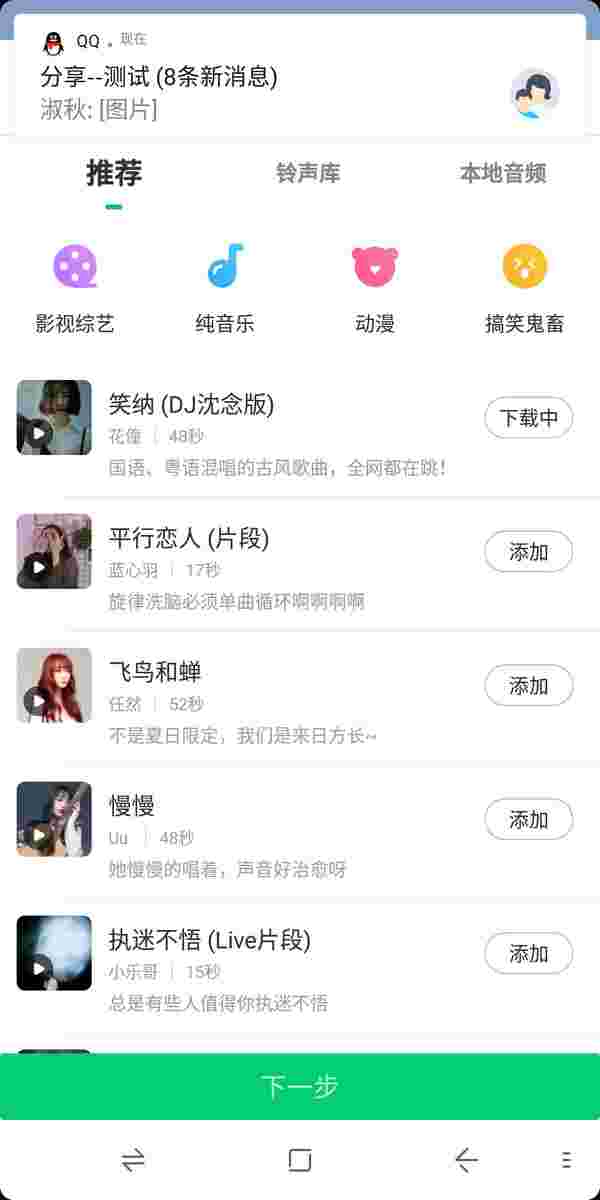 QQ 。现在
分享--测试 (8条新消息)
淑秋: [图片]
推荐 铃声库 本地音频
影视综艺 纯音乐 动漫 搞笑鬼畜
笑纳 (DJ沈念版)
花僮 | 48秒
下载中
国语、粤语混唱的古风歌曲，全网都在跳！
平行恋人 (片段)
蓝心羽 | 17秒
添加
旋律洗脑必须单曲循环啊啊啊啊
飞鸟和蝉
任然 | 52秒
添加
不是夏日限定，我们是来日方长~
慢慢
Uu | 48秒
添加
她慢慢的唱着，声音好治愈呀
执迷不悟 (Live片段)
小乐哥 | 15秒
添加
总是有些人值得你执迷不悟
下一步